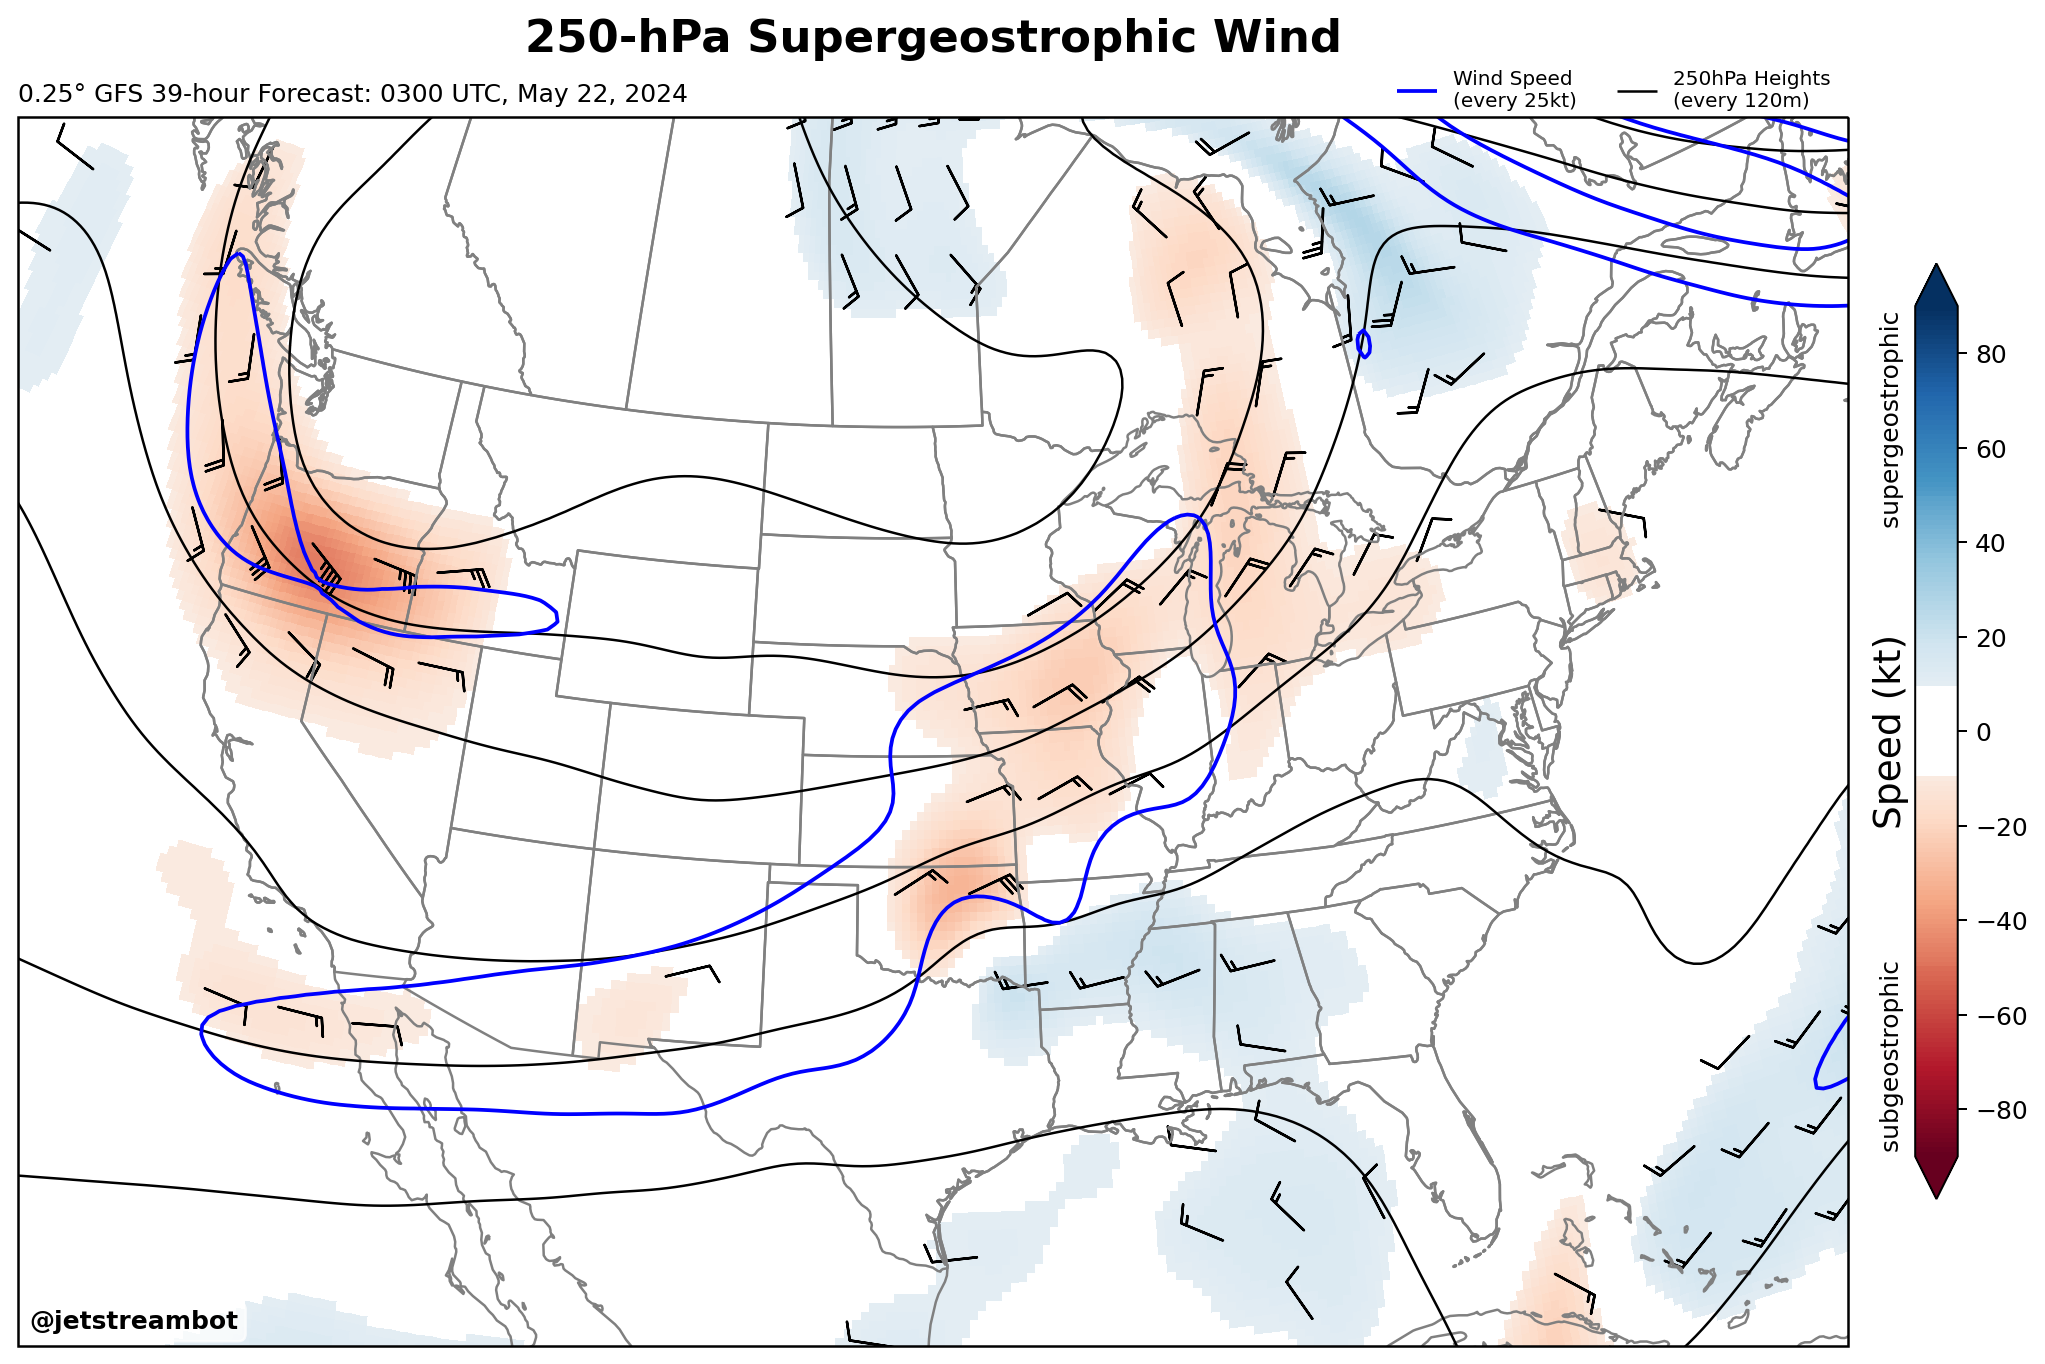 250-hPa Supergeostrophic Wind
0.25° GFS 39-hour Forecast: 0300 UTC, May 22, 2024
Wind Speed
(every 25kt)
250hPa Heights
(every 120m)
supergeostrophic
Speed (kt)
subgeostrophic
80
60
40
20
0
−20
−40
−60
−80
@jetstreambot